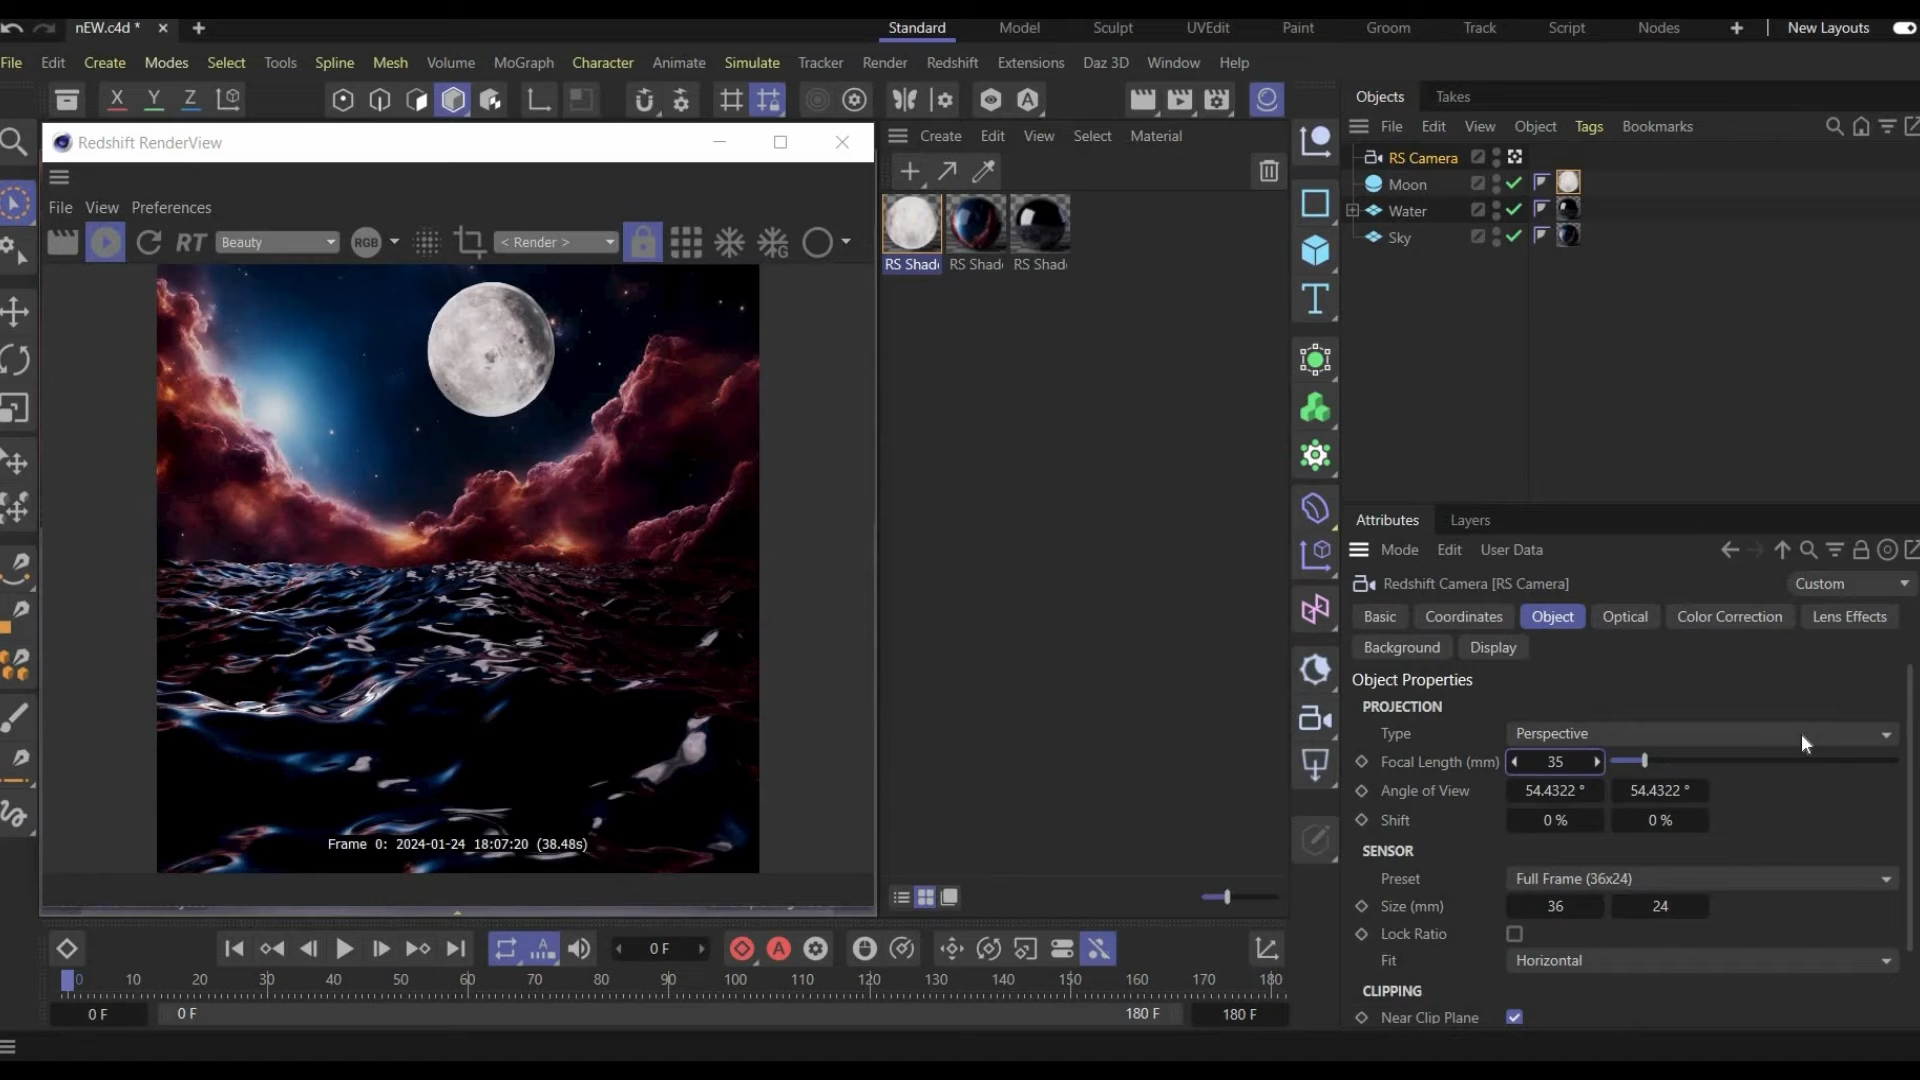 nEW.c4d *
Standard Model Sculpt UVEdit Paint Groom Track Script Nodes New Layouts
File Edit Create Modes Select Tools Spline Mesh Volume MoGraph Character Animate Simulate Tracker Render Redshift Extensions Daz 3D Window Help
X Y Z
Redshift RenderView
File View Preferences
RT Beauty RGB < Render >
Frame 0: 2024-01-24 18:07:20 (38.48s)
Create Edit View Select Material
RS Shad RS Shad RS Shad
Objects Takes
File Edit View Object Tags Bookmarks
RS Camera
Moon
Water
Sky
Attributes Layers
Mode Edit User Data
Redshift Camera [RS Camera] Custom
Basic Coordinates Object Optical Color Correction Lens Effects
Background Display
Object Properties
PROJECTION
Type Perspective
Focal Length (mm) 35
Angle of View 54.4322 ° 54.4322 °
Shift 0 % 0 %
SENSOR
Preset Full Frame (36x24)
Size (mm) 36 24
Lock Ratio
Fit Horizontal
CLIPPING
Near Clip Plane
0 F
0 10 20 30 40 50 60 70 80 90 100 110 120 130 140 150 160 170 180
0 F 0 F 180 F 180 F